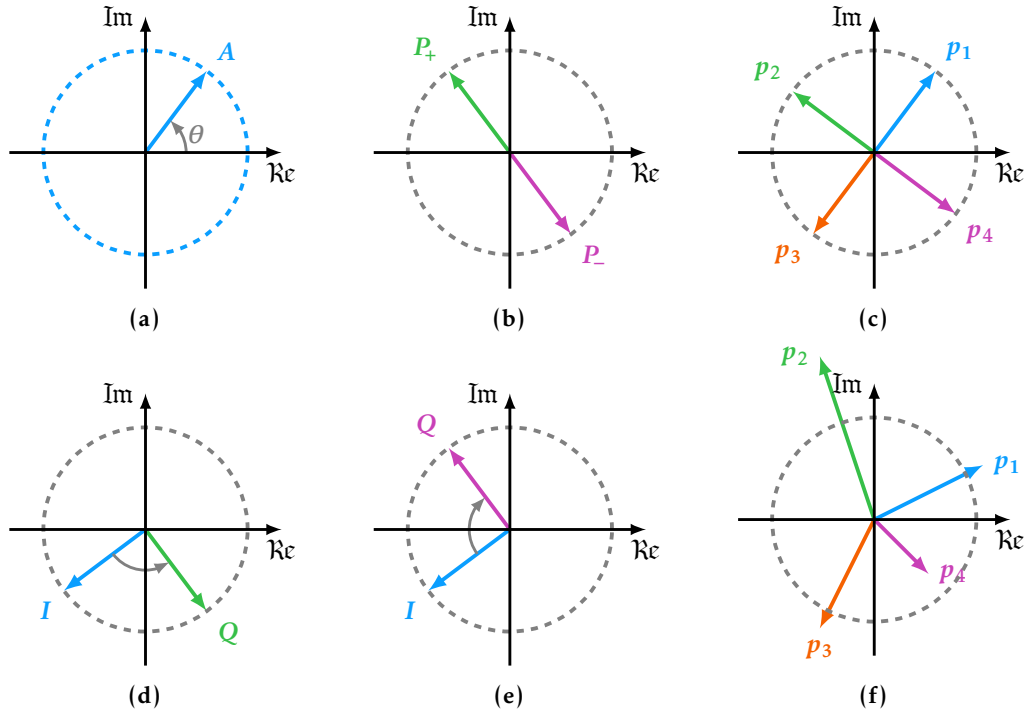 ℑ𝔪
A
θ
ℜ𝔢
(a)
ℑ𝔪
P₊
ℜ𝔢
P₋
(b)
ℑ𝔪
p₁
p₂
ℜ𝔢
p₃
p₄
(c)
ℑ𝔪
ℜ𝔢
I
Q
(d)
ℑ𝔪
Q
ℜ𝔢
I
(e)
p₂
ℑ𝔪
p₁
ℜ𝔢
p₄
p₃
(f)